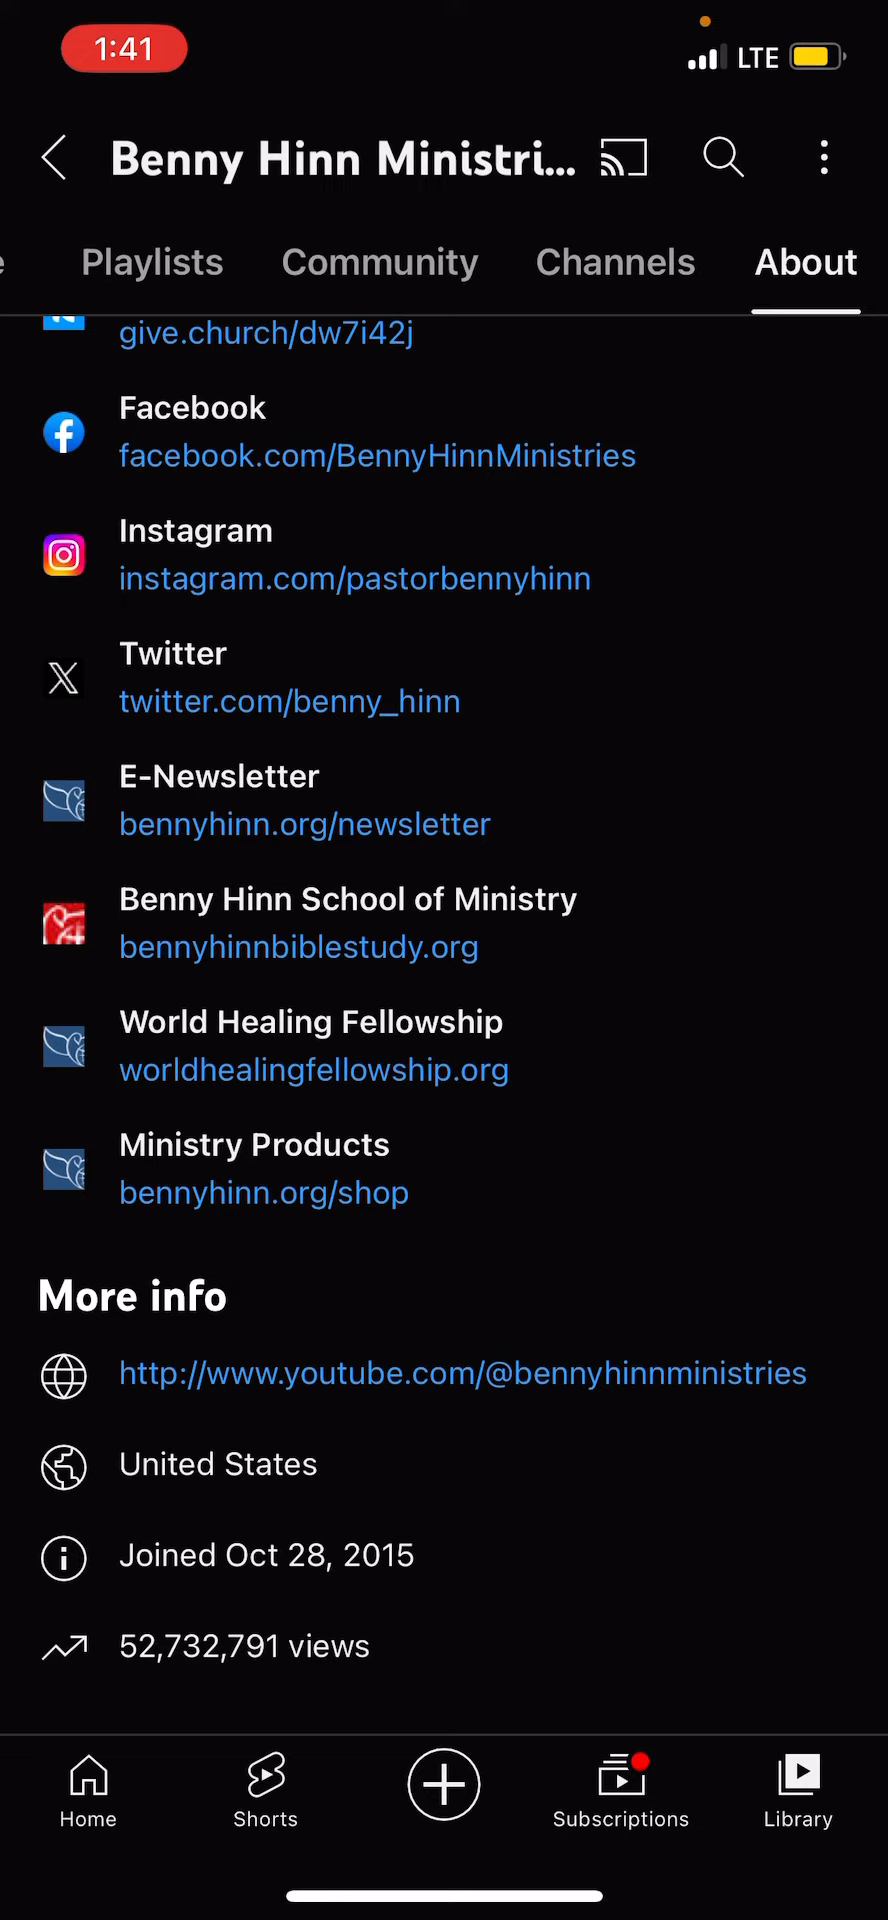 1:41
LTE
Benny Hinn Ministri...
e Playlists Community Channels About
give.church/dw7i42j
Facebook
facebook.com/BennyHinnMinistries
Instagram
instagram.com/pastorbennyhinn
Twitter
twitter.com/benny_hinn
E-Newsletter
bennyhinn.org/newsletter
Benny Hinn School of Ministry
bennyhinnbiblestudy.org
World Healing Fellowship
worldhealingfellowship.org
Ministry Products
bennyhinn.org/shop
More info
http://www.youtube.com/@bennyhinnministries
United States
Joined Oct 28, 2015
52,732,791 views
Home Shorts Subscriptions Library